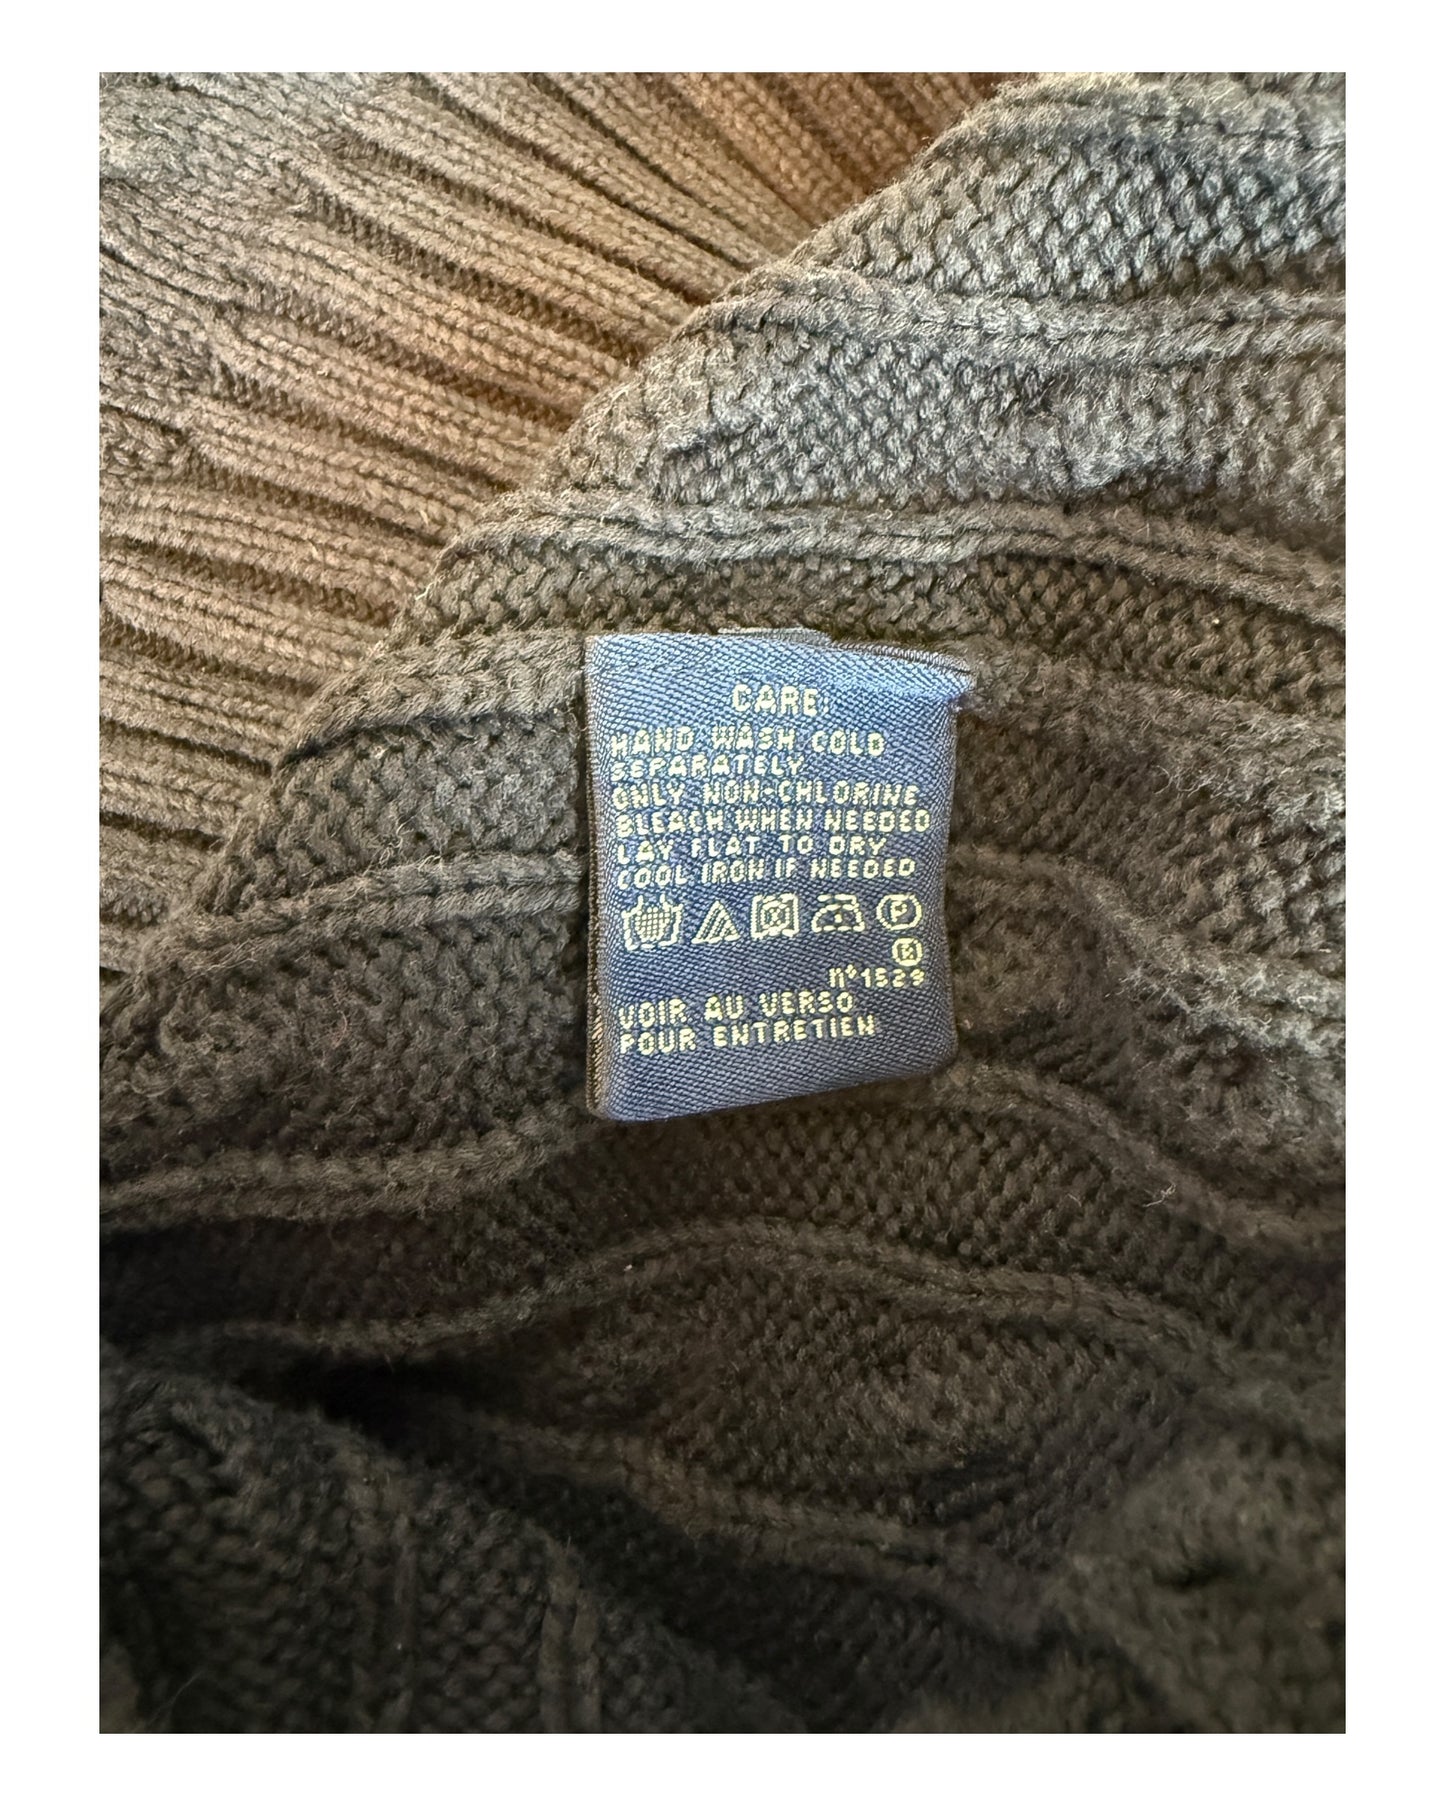 CARE:
HAND WASH COLD
SEPARATELY
ONLY NON-CHLORINE
BLEACH WHEN NEEDED
LAY FLAT TO DRY
COOL IRON IF NEEDED
P
n°1529
VOIR AU VERSO
POUR ENTRETIEN